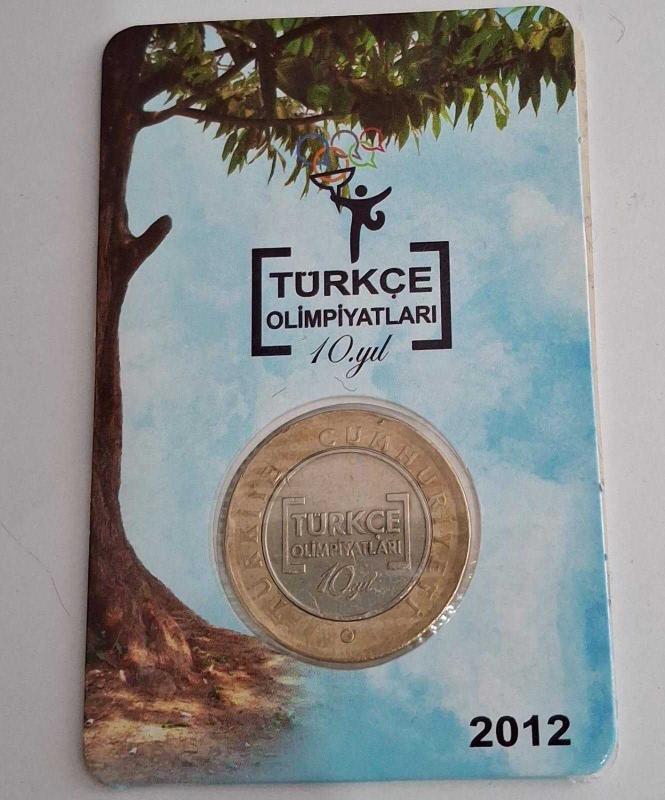 TÜRKÇE
OLİMPİYATLARI
10.yıl
TÜRKİYE CUMHURİYETİ
TÜRKÇE
OLİMPİYATLARI
10.yıl
2012